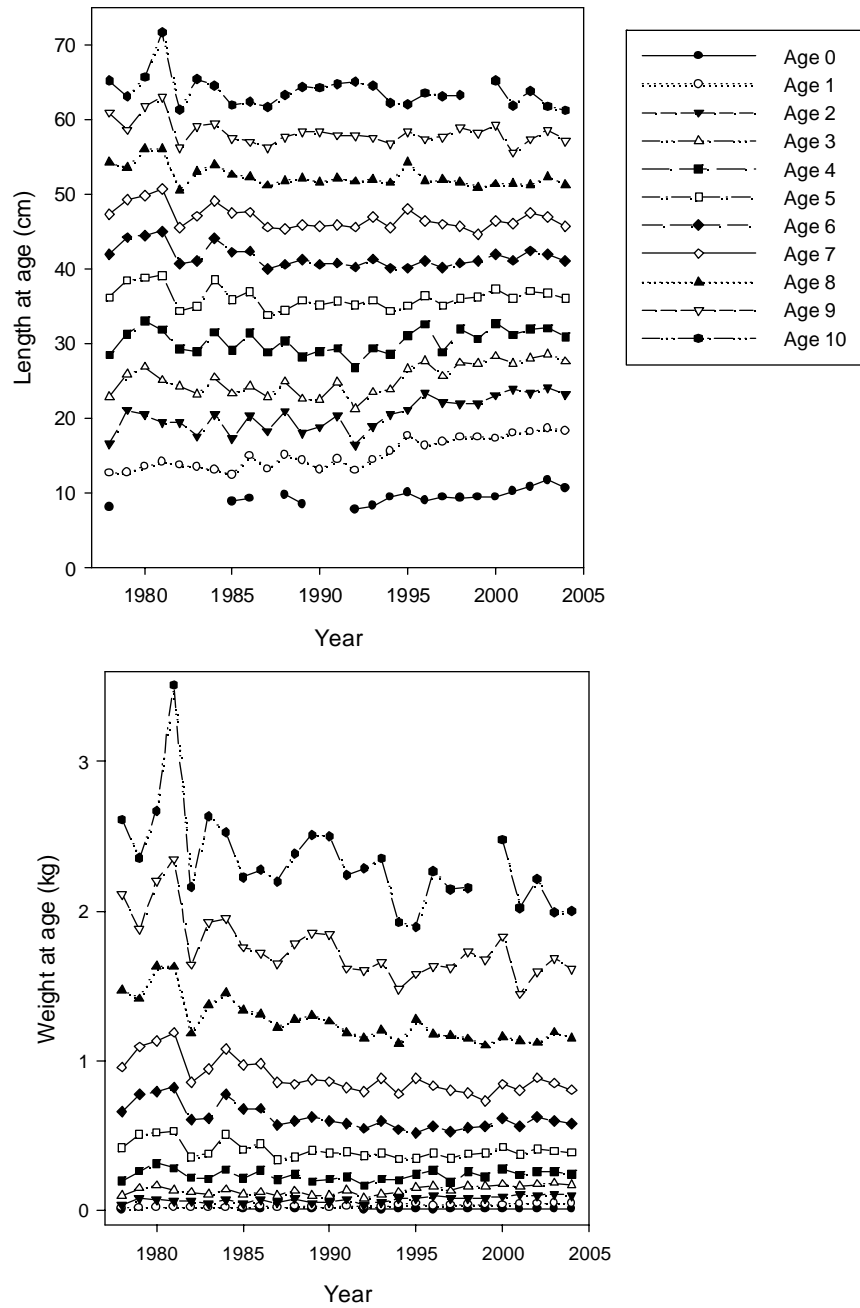 70
60
50
40
30
20
10
0
Length at age (cm)
1980 1985 1990 1995 2000 2005
Year
Age 0
Age 1
Age 2
Age 3
Age 4
Age 5
Age 6
Age 7
Age 8
Age 9
Age 10
3
2
1
0
Weight at age (kg)
1980 1985 1990 1995 2000 2005
Year